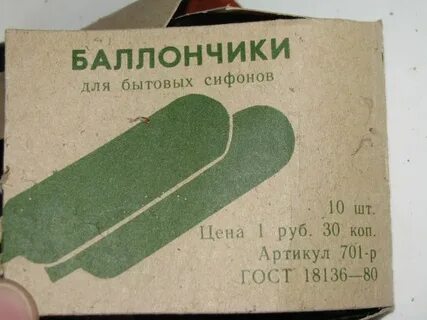 БАЛЛОНЧИКИ
для бытовых сифонов
10 шт.
Цена 1 руб. 30 коп.
Артикул 701-р
ГОСТ 18136—80